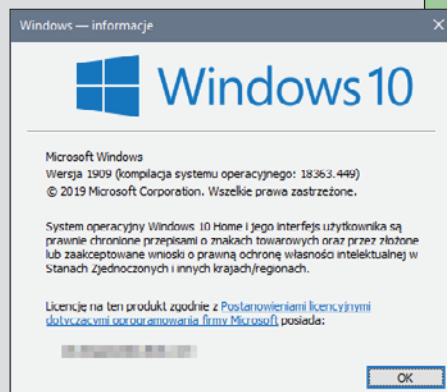 Windows — informacje
Windows 10
Microsoft Windows
Wersja 1909 (kompilacja systemu operacyjnego: 18363.449)
© 2019 Microsoft Corporation. Wszelkie prawa zastrzeżone.
System operacyjny Windows 10 Home i jego interfejs użytkownika są
prawnie chronione przepisami o znakach towarowych oraz przez złożone
lub zaakceptowane wnioski o prawną ochronę własności intelektualnej w
Stanach Zjednoczonych i innych krajach/regionach.
Licencję na ten produkt zgodnie z Postanowieniami licencyjnymi
dotyczącymi oprogramowania firmy Microsoft posiada:
OK